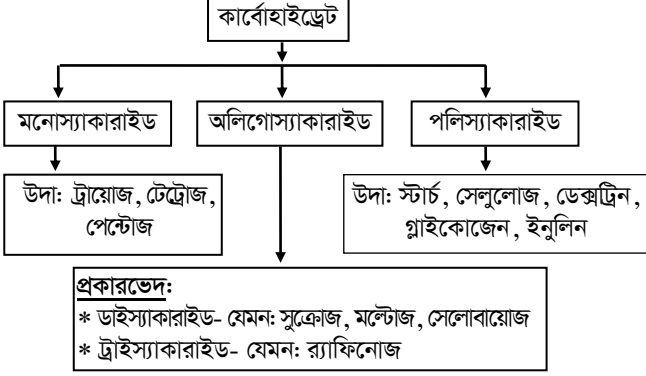 কার্বোহাইড্রেট
মনোস্যাকারাইড
অলিগোস্যাকারাইড
পলিস্যাকারাইড
উদা: ট্রায়োজ, টেট্রোজ,
পেন্টোজ
উদা: স্টার্চ, সেলুলোজ, ডেক্সট্রিন,
গ্লাইকোজেন, ইনুলিন
প্রকারভেদ:
* ডাইস্যাকারাইড- যেমন: সুক্রোজ, মল্টোজ, সেলোবায়োজ
* ট্রাইস্যাকারাইড- যেমন: র‍্যাফিনোজ